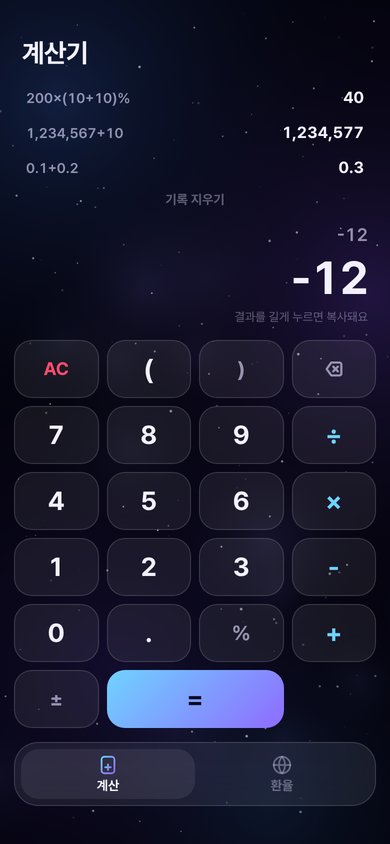 계산기
200×(10+10)% 40
1,234,567+10 1,234,577
0.1+0.2 0.3
기록 지우기
-12
-12
결과를 길게 누르면 복사돼요
AC ( )
7 8 9 ÷
4 5 6 ×
1 2 3 -
0 . % +
± =
계산 환율